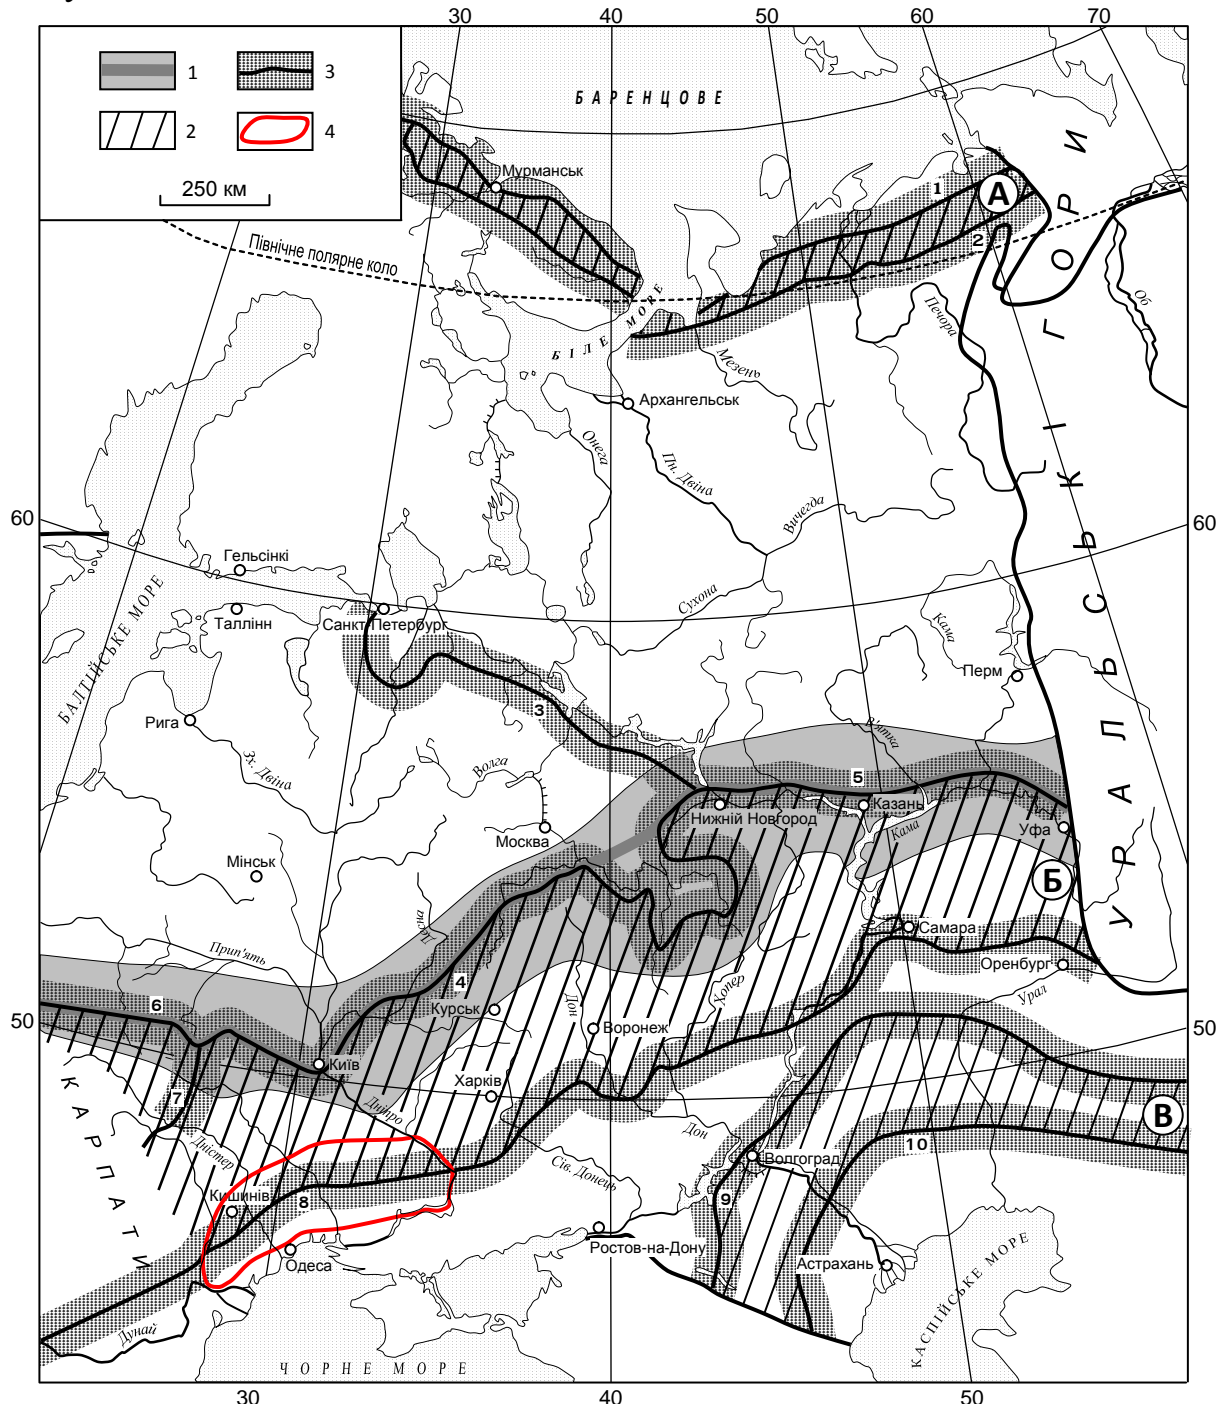 30
40
50
60
70
1
3
2
4
250 км
БАРЕНЦОВЕ
Мурманськ
1
А
2
Північне полярне коло
БІЛЕ МОРЕ
Печора
Об
Мезень
Архангельськ
Онега
Пн. Двіна
Вичегда
УРАЛЬСЬКІ ГОРИ
60
60
Гельсінкі
Таллінн
Санкт-Петербург
Сухона
Кама
Перм
БАЛТІЙСЬКЕ МОРЕ
Рига
3
В'ятка
Зх. Двіна
Волга
5
Казань
Нижній Новгород
Москва
Кама
Уфа
Мінськ
Б
Десна
Самара
Прип'ять
Оренбург
4
Хопер
Урал
6
Курськ
Дон
50
Воронеж
50
Київ
Харків
7
Дніпро
В
КАРПАТИ
Дністер
Дон
10
Волгоград
Сів. Донець
Кишинів
8
9
Одеса
Ростов-на-Дону
Астрахань
КАСПІЙСЬКЕ МОРЕ
Дунай
ЧОРНЕ МОРЕ
30
40
50